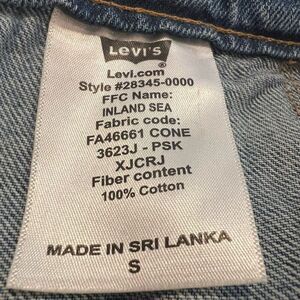 Levi's
®
Levi.com
Style #28345-0000
FFC Name:
INLAND SEA
Fabric code:
FA46661 CONE
3623J - PSK
XJCRJ
Fiber content
100% Cotton
MADE IN SRI LANKA
S